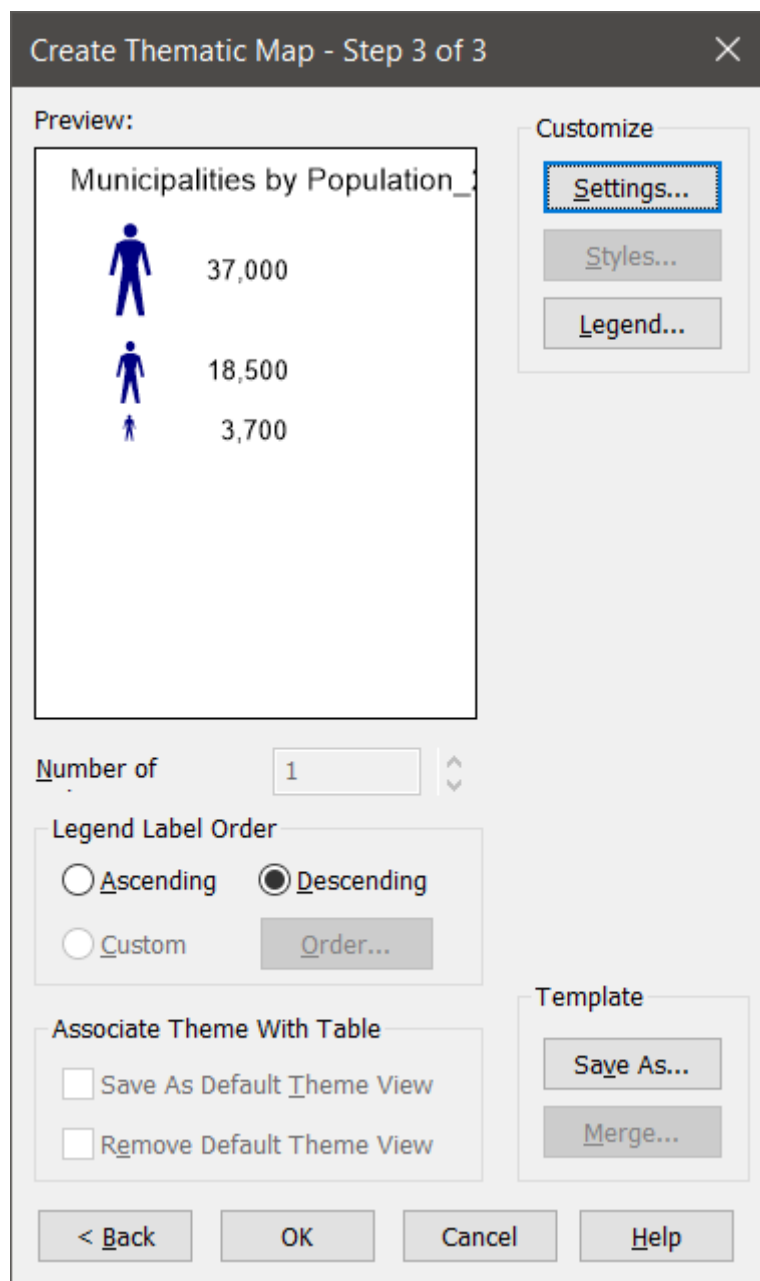 Create Thematic Map - Step 3 of 3
Preview:
Customize
Municipalities by Population_
Settings...
37,000
Styles...
Legend...
18,500
3,700
Number of
1
Legend Label Order
Ascending
Descending
Custom
Order...
Associate Theme With Table
Template
Save As Default Theme View
Save As...
Remove Default Theme View
Merge...
< Back
OK
Cancel
Help